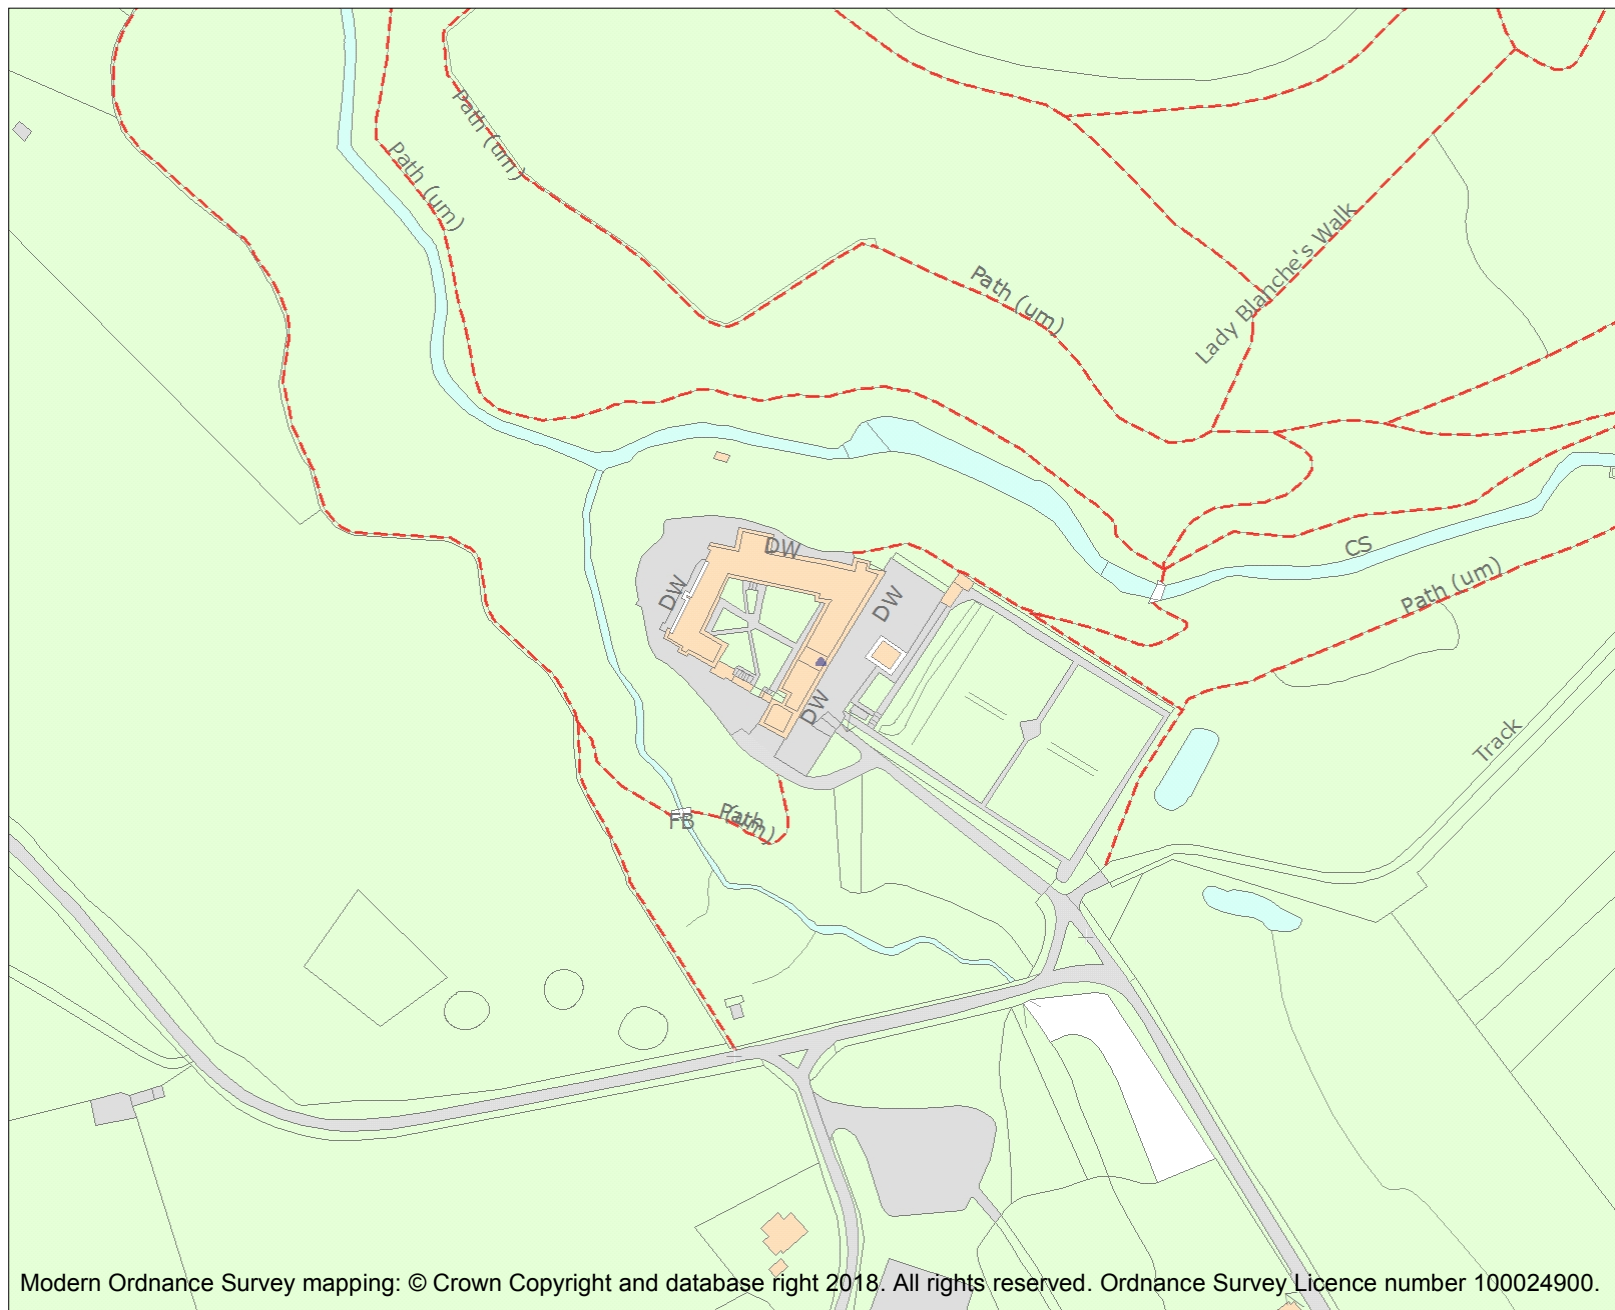 Path (um)
Path (um)
Path (um)
Lady Blanche's Walk
DW
CS
DW
DW
Path (um)
DW
Track
Path (um)
FB
Modern Ordnance Survey mapping: © Crown Copyright and database right 2018. All rights reserved. Ordnance Survey Licence number 100024900.